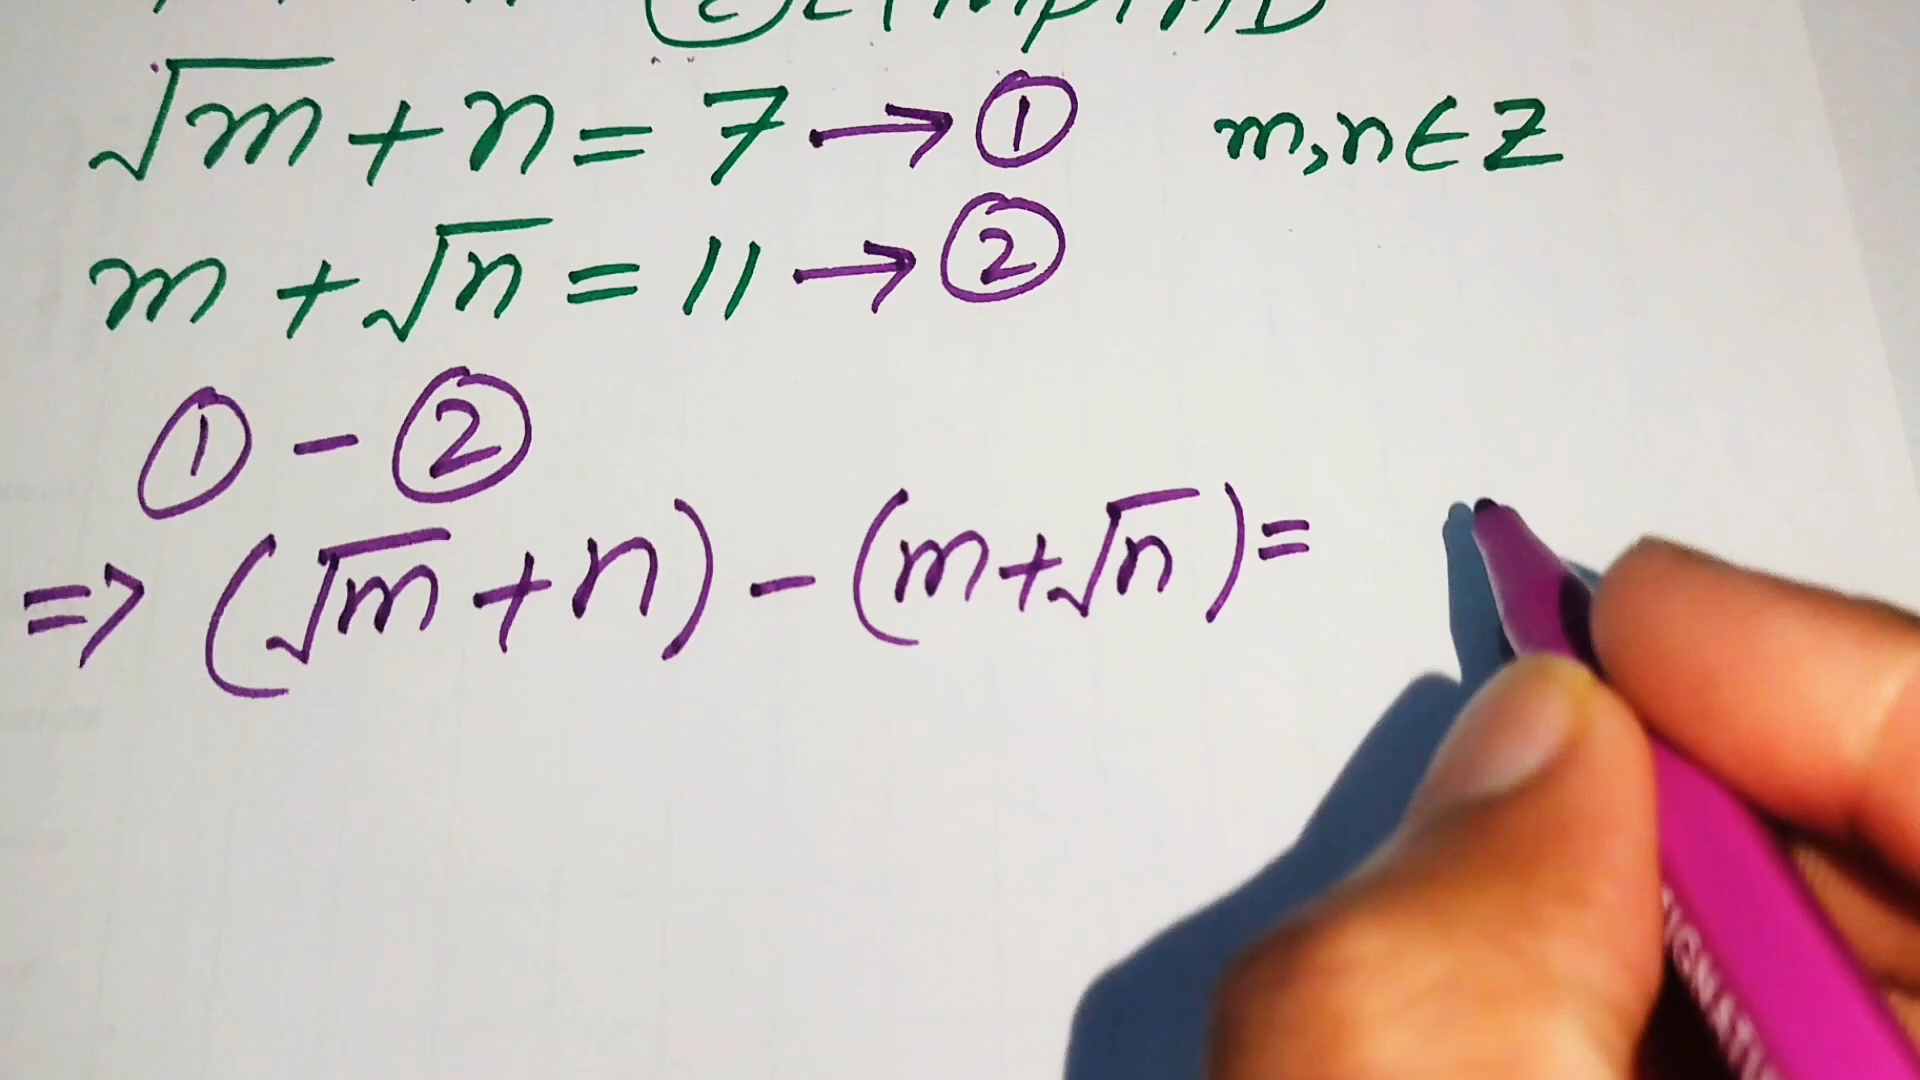 √m + n = 7 → ① m, n ∈ Z
m + √n = 11 → ②
① - ②
⇒ (√m + n) - (m + √n) =